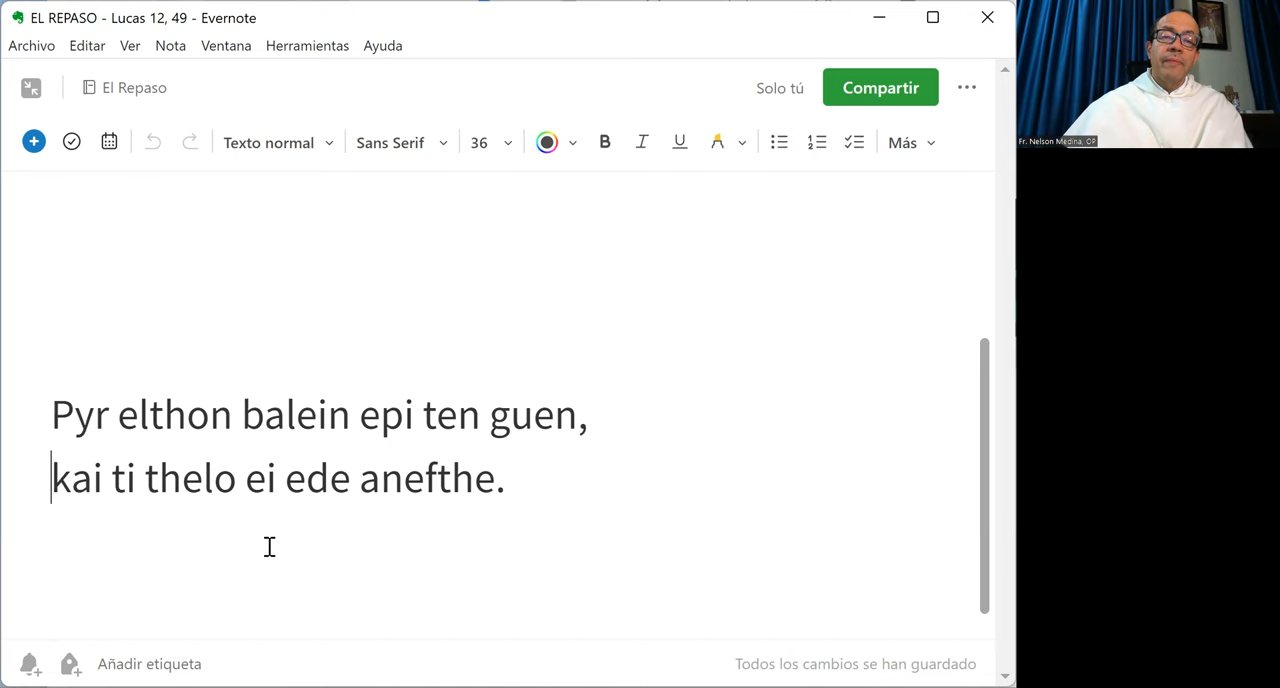 EL REPASO - Lucas 12, 49 - Evernote
Archivo Editar Ver Nota Ventana Herramientas Ayuda
El Repaso
Solo tú
Compartir
Texto normal Sans Serif 36 B I U A Más
Pyr elthon balein epi ten guen,
kai ti thelo ei ede anefthe.
Añadir etiqueta
Todos los cambios se han guardado
Fr. Nelson Medina, OP